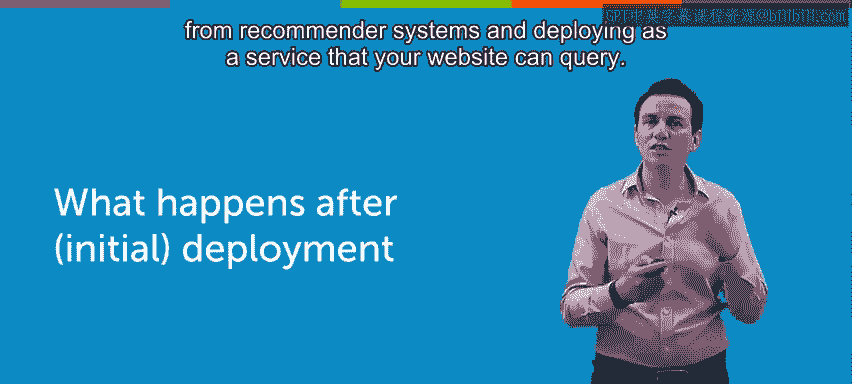 from recommender systems and deploying as
a service that your website can query.
What happens after
(initial) deployment